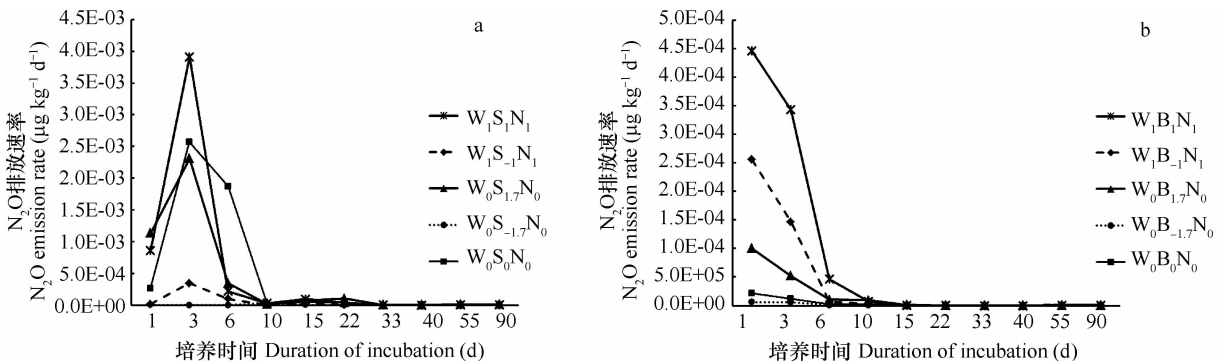 a
N₂O排放速率
N₂O emission rate (μg kg⁻¹ d⁻¹)
4.5E-03
4.0E-03
3.5E-03
3.0E-03
2.5E-03
2.0E-03
1.5E-03
1.0E-03
5.0E-04
0.0E+00
1 3 6 10 15 22 33 40 55 90
培养时间 Duration of incubation (d)
W₁S₁N₁
W₁S₋₁N₁
W₀S₁.₇N₀
W₀S₋₁.₇N₀
W₀S₀N₀
b
N₂O排放速率
N₂O emission rate (μg kg⁻¹ d⁻¹)
5.0E-04
4.5E-04
4.0E-04
3.5E-04
5.0E-04
2.5E-04
5.0E-04
1.5E-04
1.0E-04
5.0E+05
0.0E+00
1 3 6 10 15 22 33 40 55 90
培养时间 Duration of incubation (d)
W₁B₁N₁
W₁B₋₁N₁
W₀B₁.₇N₀
W₀B₋₁.₇N₀
W₀B₀N₀